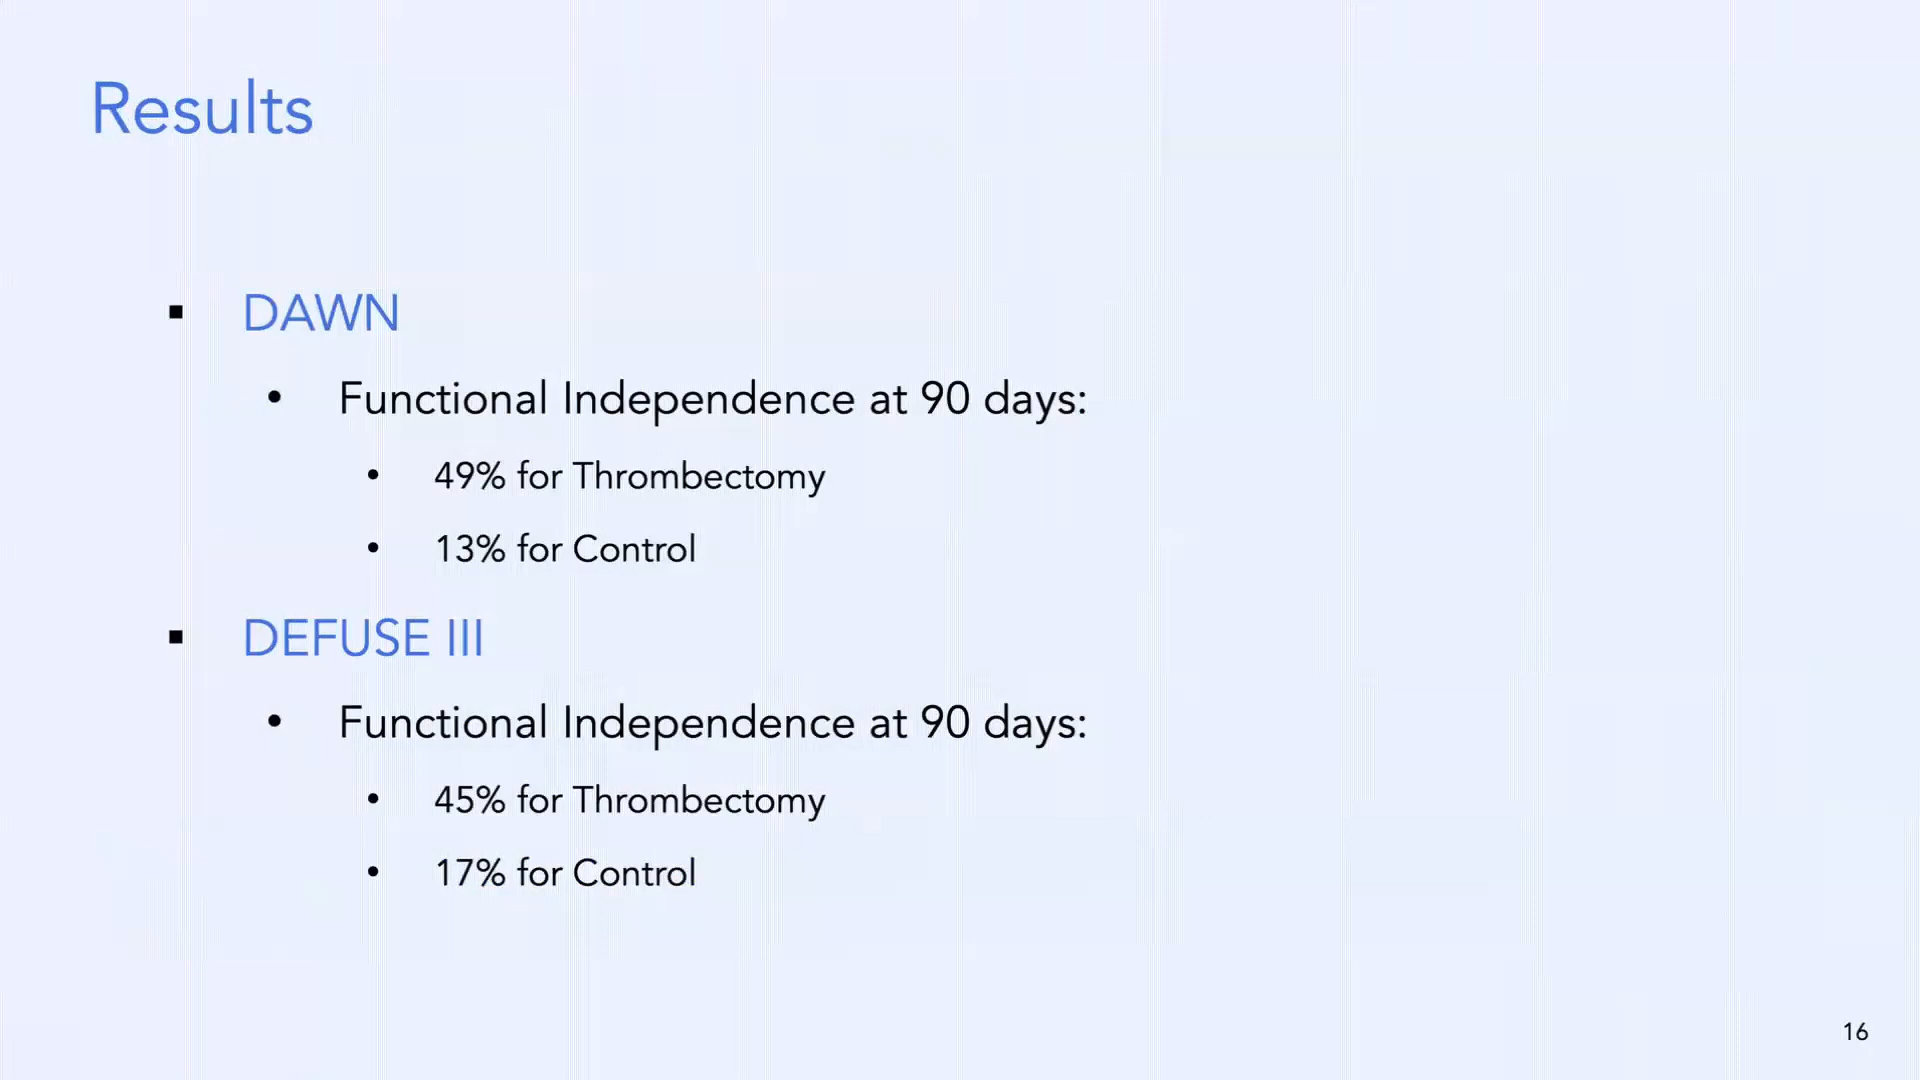 Results
▪ DAWN
• Functional Independence at 90 days:
• 49% for Thrombectomy
• 13% for Control
▪ DEFUSE III
• Functional Independence at 90 days:
• 45% for Thrombectomy
• 17% for Control
16